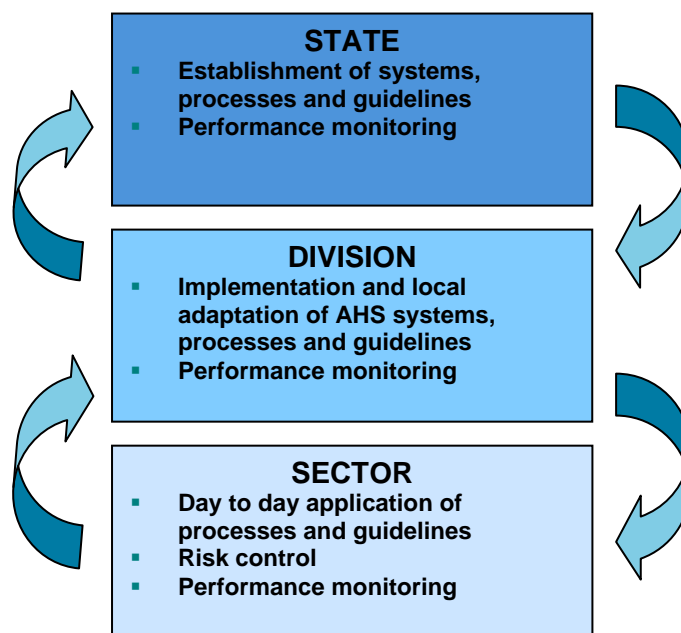 STATE
▪ Establishment of systems,
processes and guidelines
▪ Performance monitoring
DIVISION
▪ Implementation and local
adaptation of AHS systems,
processes and guidelines
▪ Performance monitoring
SECTOR
▪ Day to day application of
processes and guidelines
▪ Risk control
▪ Performance monitoring